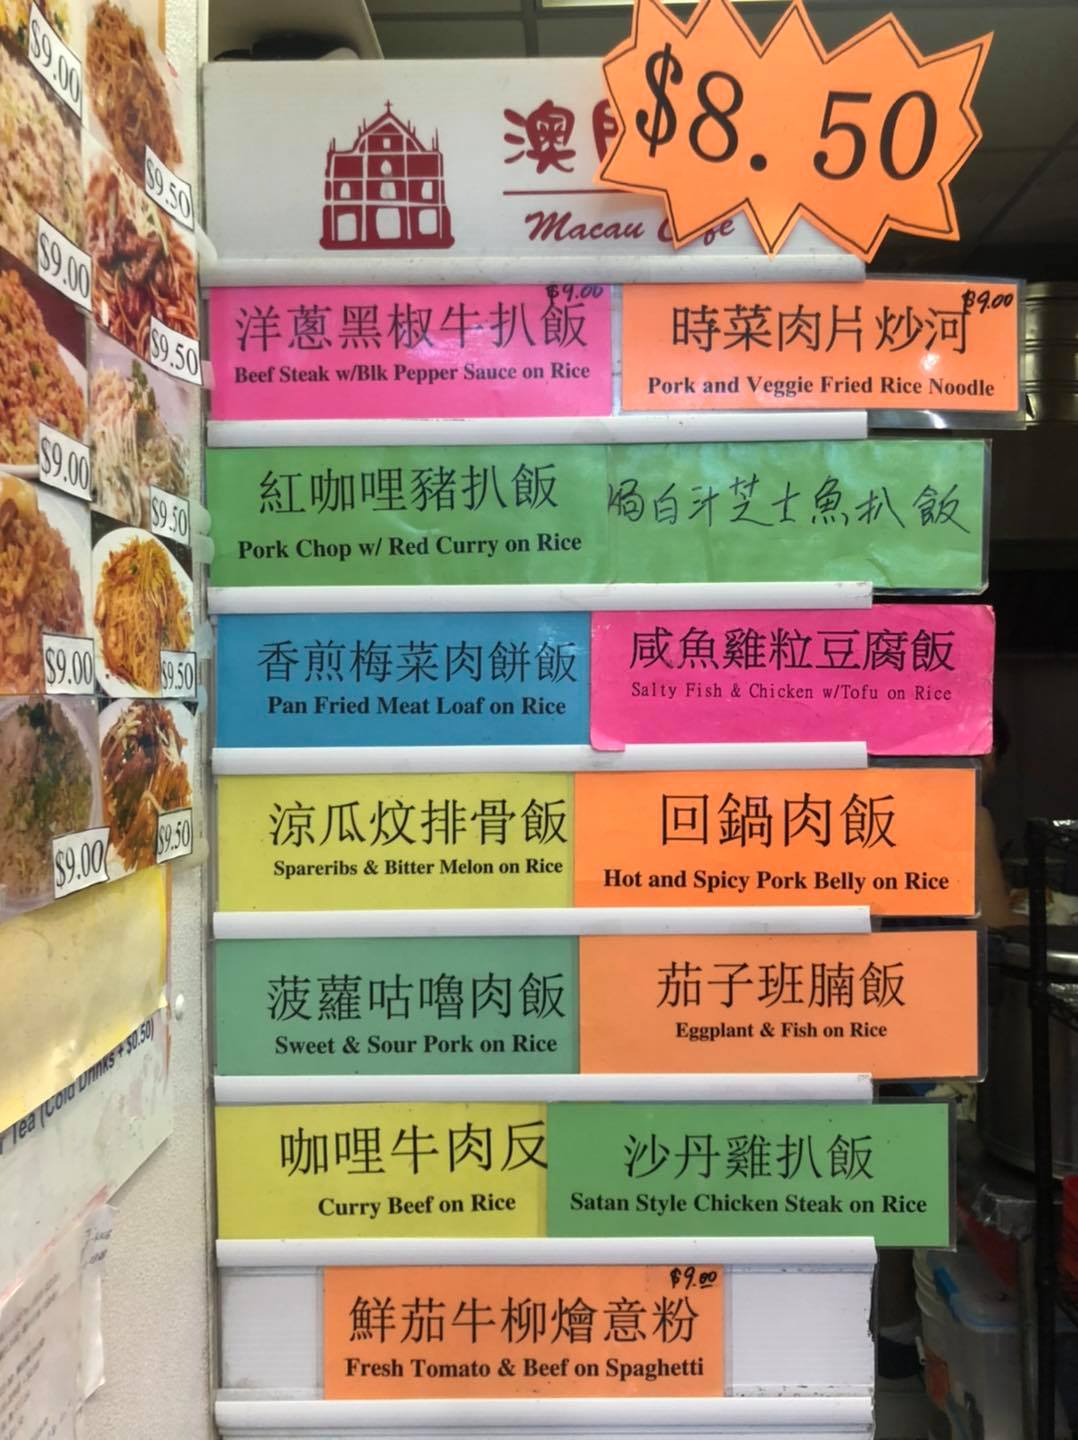 $9.00
$9.50
$9.00
$9.50
$9.00
$9.50
$9.00
$9.50
$9.00
$9.50
Tea (Cold Drinks + $0.50)
$8.50
澳門
Macau Cafe
$9.00
洋蔥黑椒牛扒飯
Beef Steak w/Blk Pepper Sauce on Rice
$9.00
時菜肉片炒河
Pork and Veggie Fried Rice Noodle
紅咖哩豬扒飯
Pork Chop w/ Red Curry on Rice
焗白汁芝士魚扒飯
香煎梅菜肉餅飯
Pan Fried Meat Loaf on Rice
咸魚雞粒豆腐飯
Salty Fish & Chicken w/Tofu on Rice
涼瓜炆排骨飯
Spareribs & Bitter Melon on Rice
回鍋肉飯
Hot and Spicy Pork Belly on Rice
菠蘿咕嚕肉飯
Sweet & Sour Pork on Rice
茄子班腩飯
Eggplant & Fish on Rice
咖哩牛肉反
Curry Beef on Rice
沙丹雞扒飯
Satan Style Chicken Steak on Rice
$9.00
鮮茄牛柳燴意粉
Fresh Tomato & Beef on Spaghetti